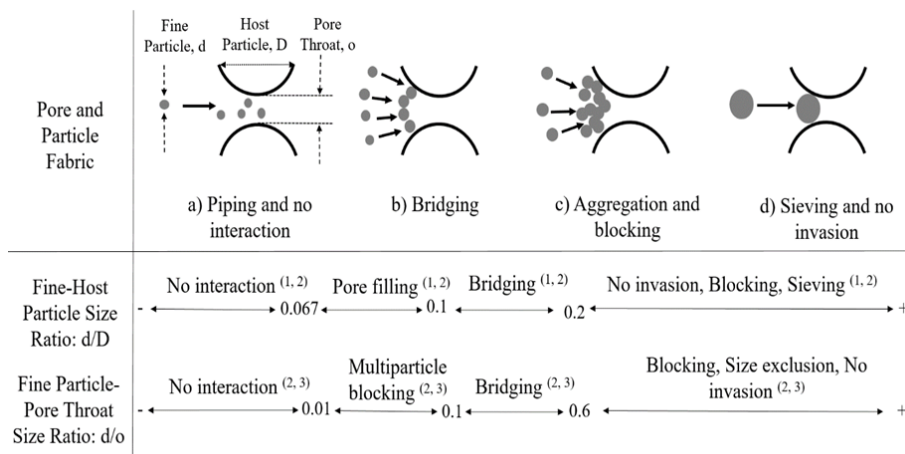 Fine
Particle, d
Host
Particle, D
Pore
Throat, o
Pore and
Particle
Fabric
a) Piping and no
interaction
b) Bridging
c) Aggregation and
blocking
d) Sieving and no
invasion
Fine-Host
Particle Size
Ratio: d/D
- No interaction (1, 2) 0.067 Pore filling (1, 2) 0.1 Bridging (1, 2) 0.2 No invasion, Blocking, Sieving (1, 2) +
Fine Particle-
Pore Throat
Size Ratio: d/o
- No interaction (2, 3) 0.01
Multiparticle
blocking (2, 3) 0.1
Bridging (2, 3) 0.6
Blocking, Size exclusion, No
invasion (2, 3) +